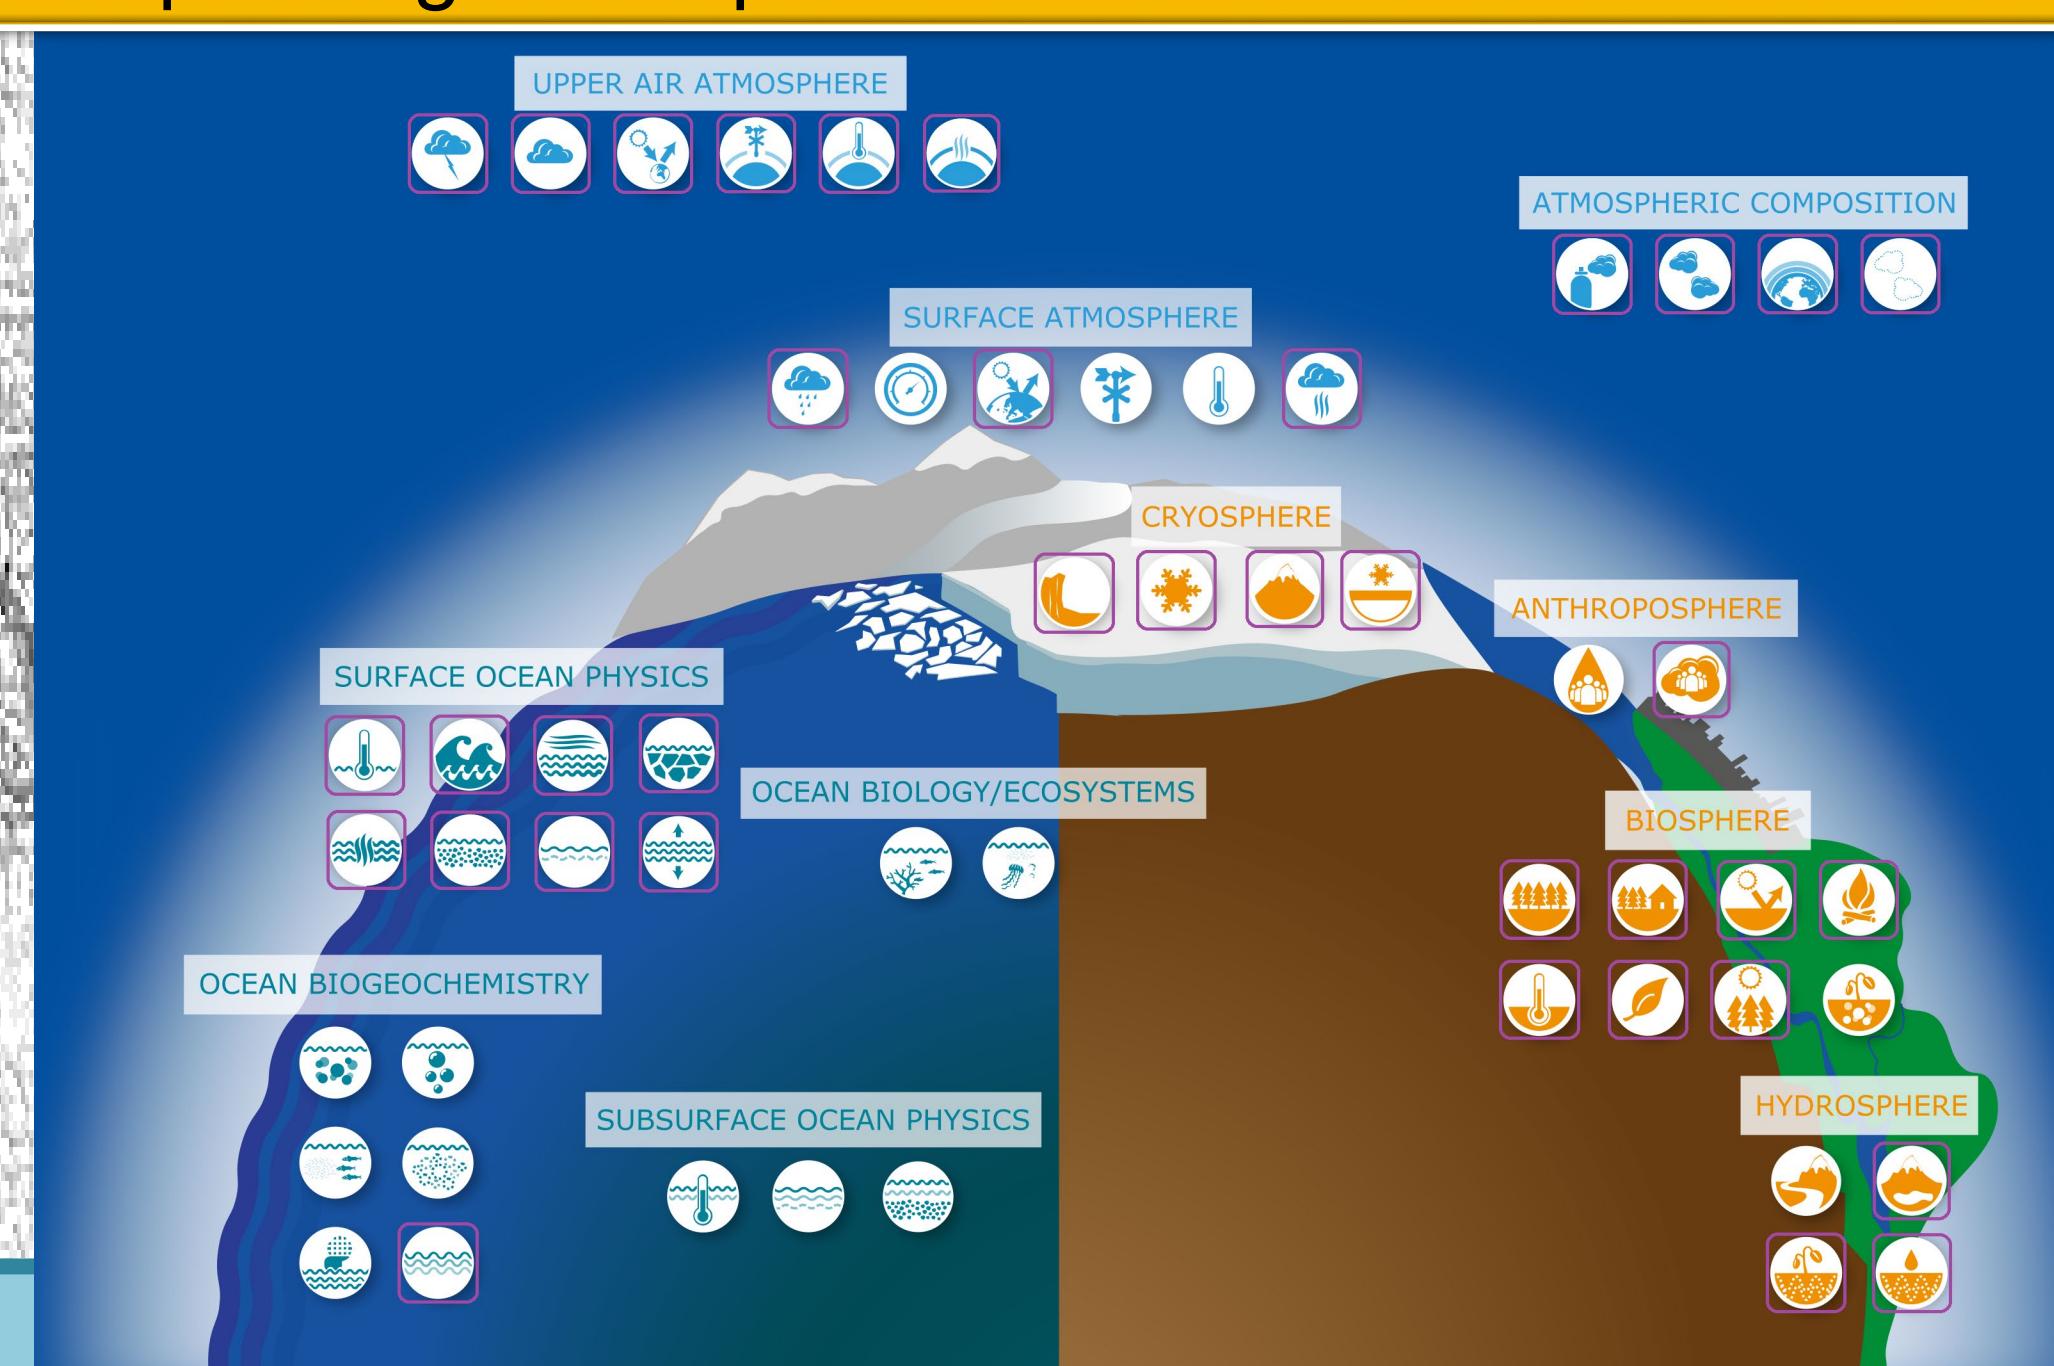 UPPER AIR ATMOSPHERE
ATMOSPHERIC COMPOSITION
SURFACE ATMOSPHERE
CRYOSPHERE
ANTHROPOSPHERE
SURFACE OCEAN PHYSICS
OCEAN BIOLOGY/ECOSYSTEMS
BIOSPHERE
OCEAN BIOGEOCHEMISTRY
HYDROSPHERE
SUBSURFACE OCEAN PHYSICS